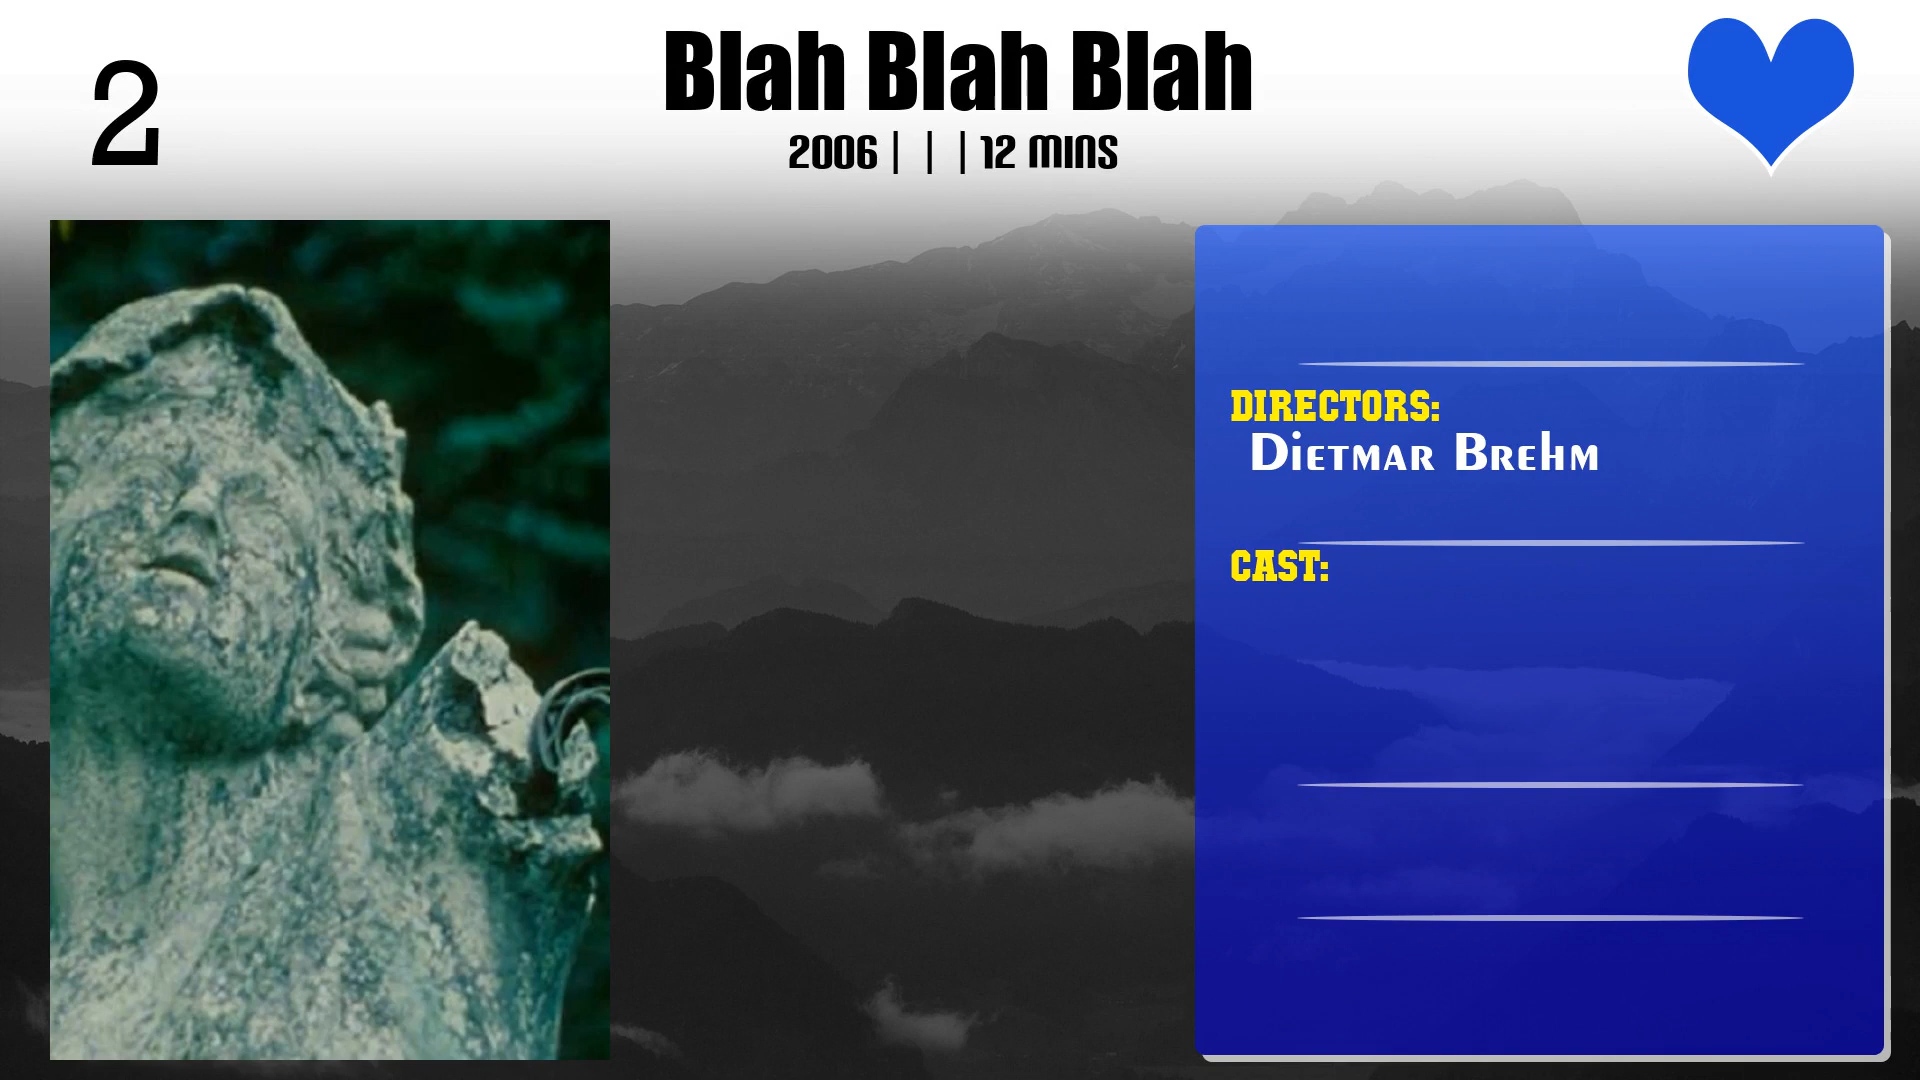 2
Blah Blah Blah
2006 | | | 12 mins
DIRECTORS:
Dietmar Brehm
CAST: